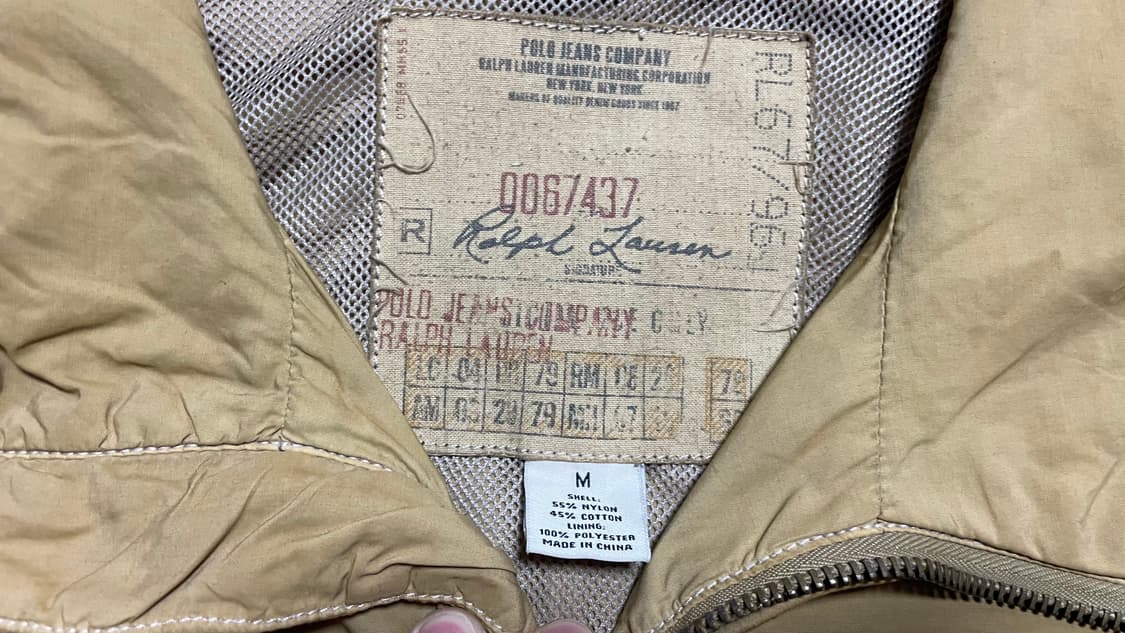 POLO JEANS COMPANY
RALPH LAUREN MANUFACTURING CORPORATION
NEW YORK, NEW YORK
MAKERS OF QUALITY DENIM GOODS SINCE 1967
RL67/96
0067437
R
Ralph Lauren
SIGNATURE
POLO JEANS COMPANY
RALPH LAUREN
04 79 RM
AM 03 79
M
SHELL:
55% NYLON
45% COTTON
LINING:
100% POLYESTER
MADE IN CHINA